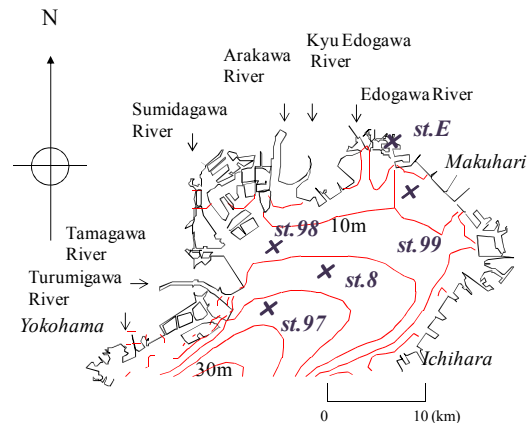 N
Arakawa
River
Kyu Edogawa
River
Sumidagawa
River
Edogawa River
st.E
Makuhari
st.98
10m
st.99
Tamagawa
River
Turumigawa
River
st.8
Yokohama
st.97
Ichihara
30m
0 10 (km)